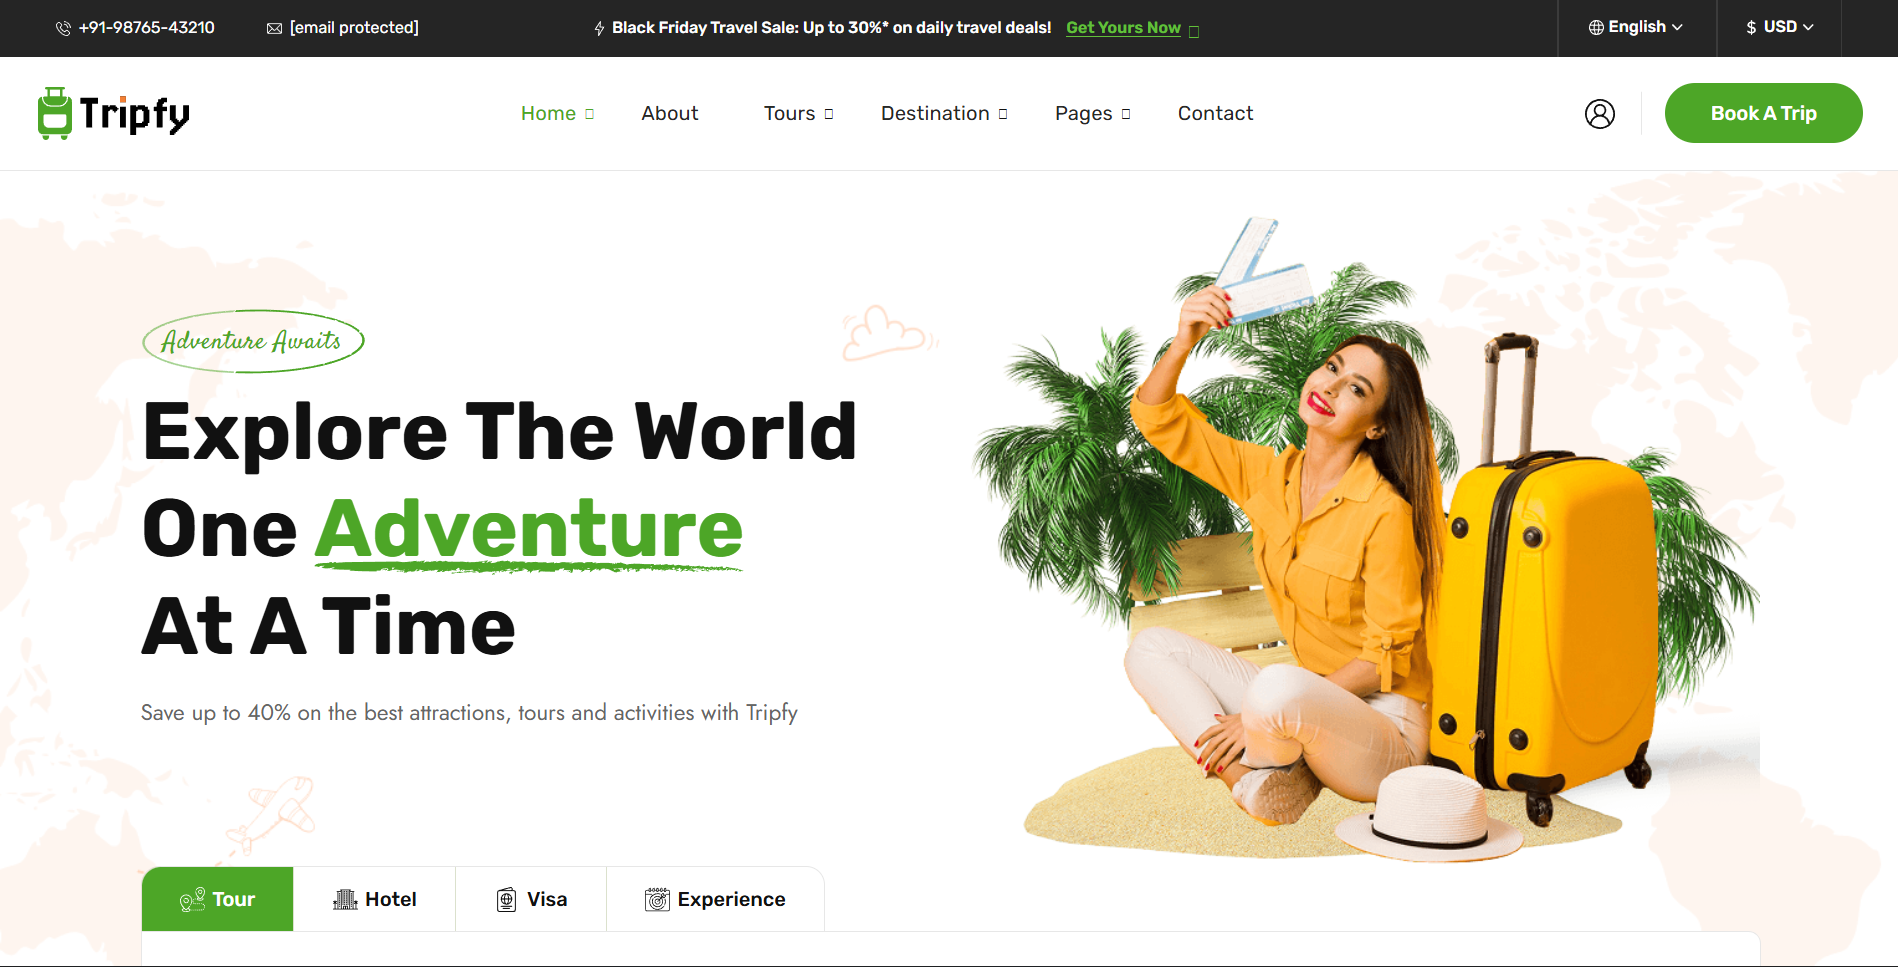 +91-98765-43210
[email protected]
Black Friday Travel Sale: Up to 30%* on daily travel deals! Get Yours Now
English
$ USD
Tripfy
Home
About
Tours
Destination
Pages
Contact
Book A Trip
Adventure Awaits
Explore The World
One Adventure
At A Time
Save up to 40% on the best attractions, tours and activities with Tripfy
Tour
Hotel
Visa
Experience